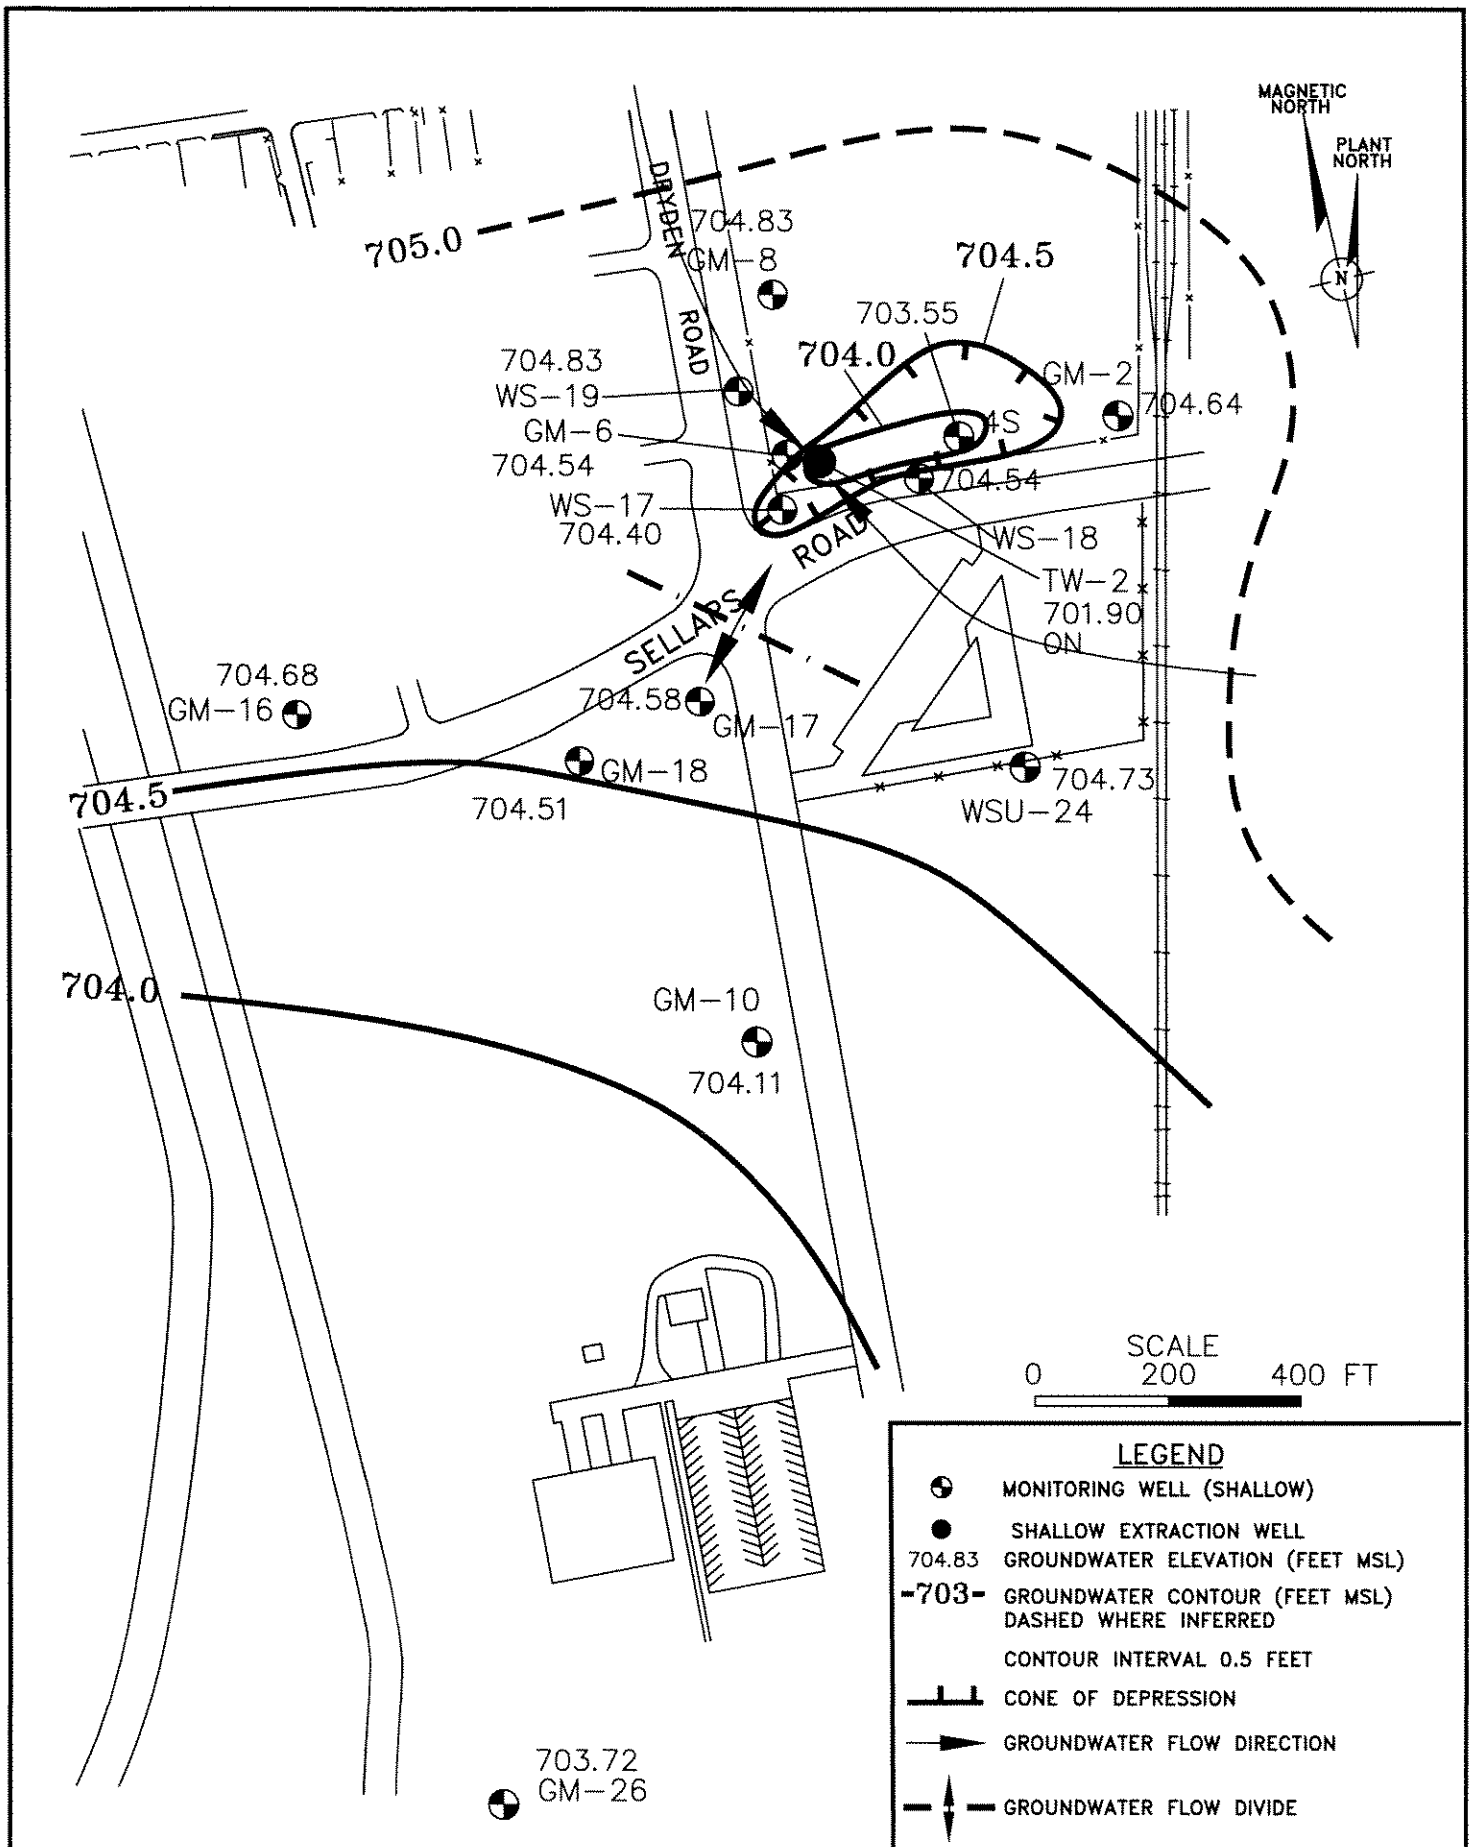 MAGNETIC
NORTH
PLANT
NORTH
N
DRYDEN
ROAD
705.0
704.83
GM-8
704.5
703.55
704.0
704.83
WS-19
GM-2
704.64
GM-6
704.54
4S
WS-17
704.40
704.54
WS-18
SELLARS
ROAD
TW-2
701.90
ON
704.68
GM-16
704.58
GM-17
GM-18
704.51
704.5
704.73
WSU-24
704.0
GM-10
704.11
SCALE
0 200 400 FT
LEGEND
MONITORING WELL (SHALLOW)
SHALLOW EXTRACTION WELL
704.83 GROUNDWATER ELEVATION (FEET MSL)
-703- GROUNDWATER CONTOUR (FEET MSL)
DASHED WHERE INFERRED
CONTOUR INTERVAL 0.5 FEET
CONE OF DEPRESSION
GROUNDWATER FLOW DIRECTION
GROUNDWATER FLOW DIVIDE
703.72
GM-26